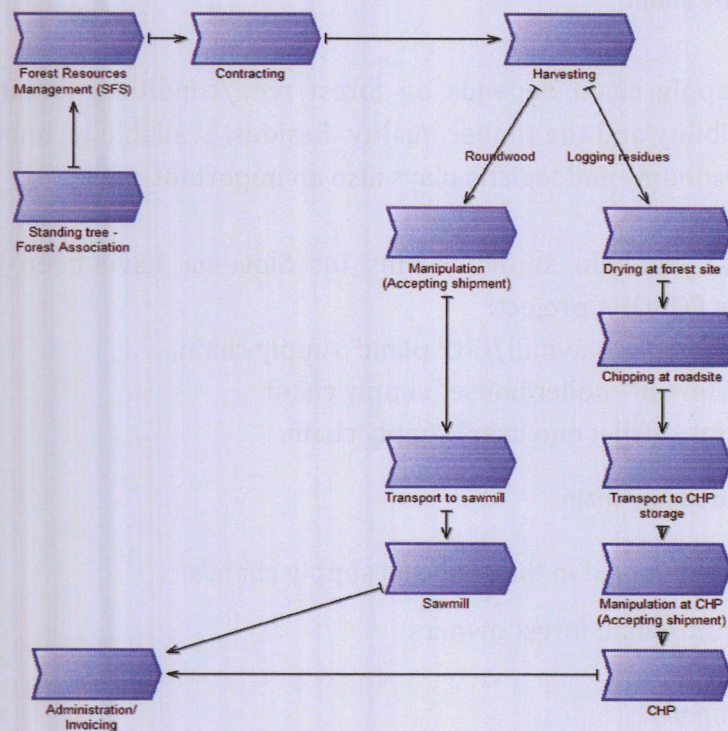 Forest Resources
Management (SFS)
Contracting
Harvesting
Roundwood
Logging residues
Standing tree -
Forest Association
Manipulation
(Accepting shipment)
Drying at forest site
Chipping at roadsite
Transport to sawmill
Transport to CHP
storage
Sawmill
Manipulation at CHP
(Accepting shipment)
Administration/
Invoicing
CHP